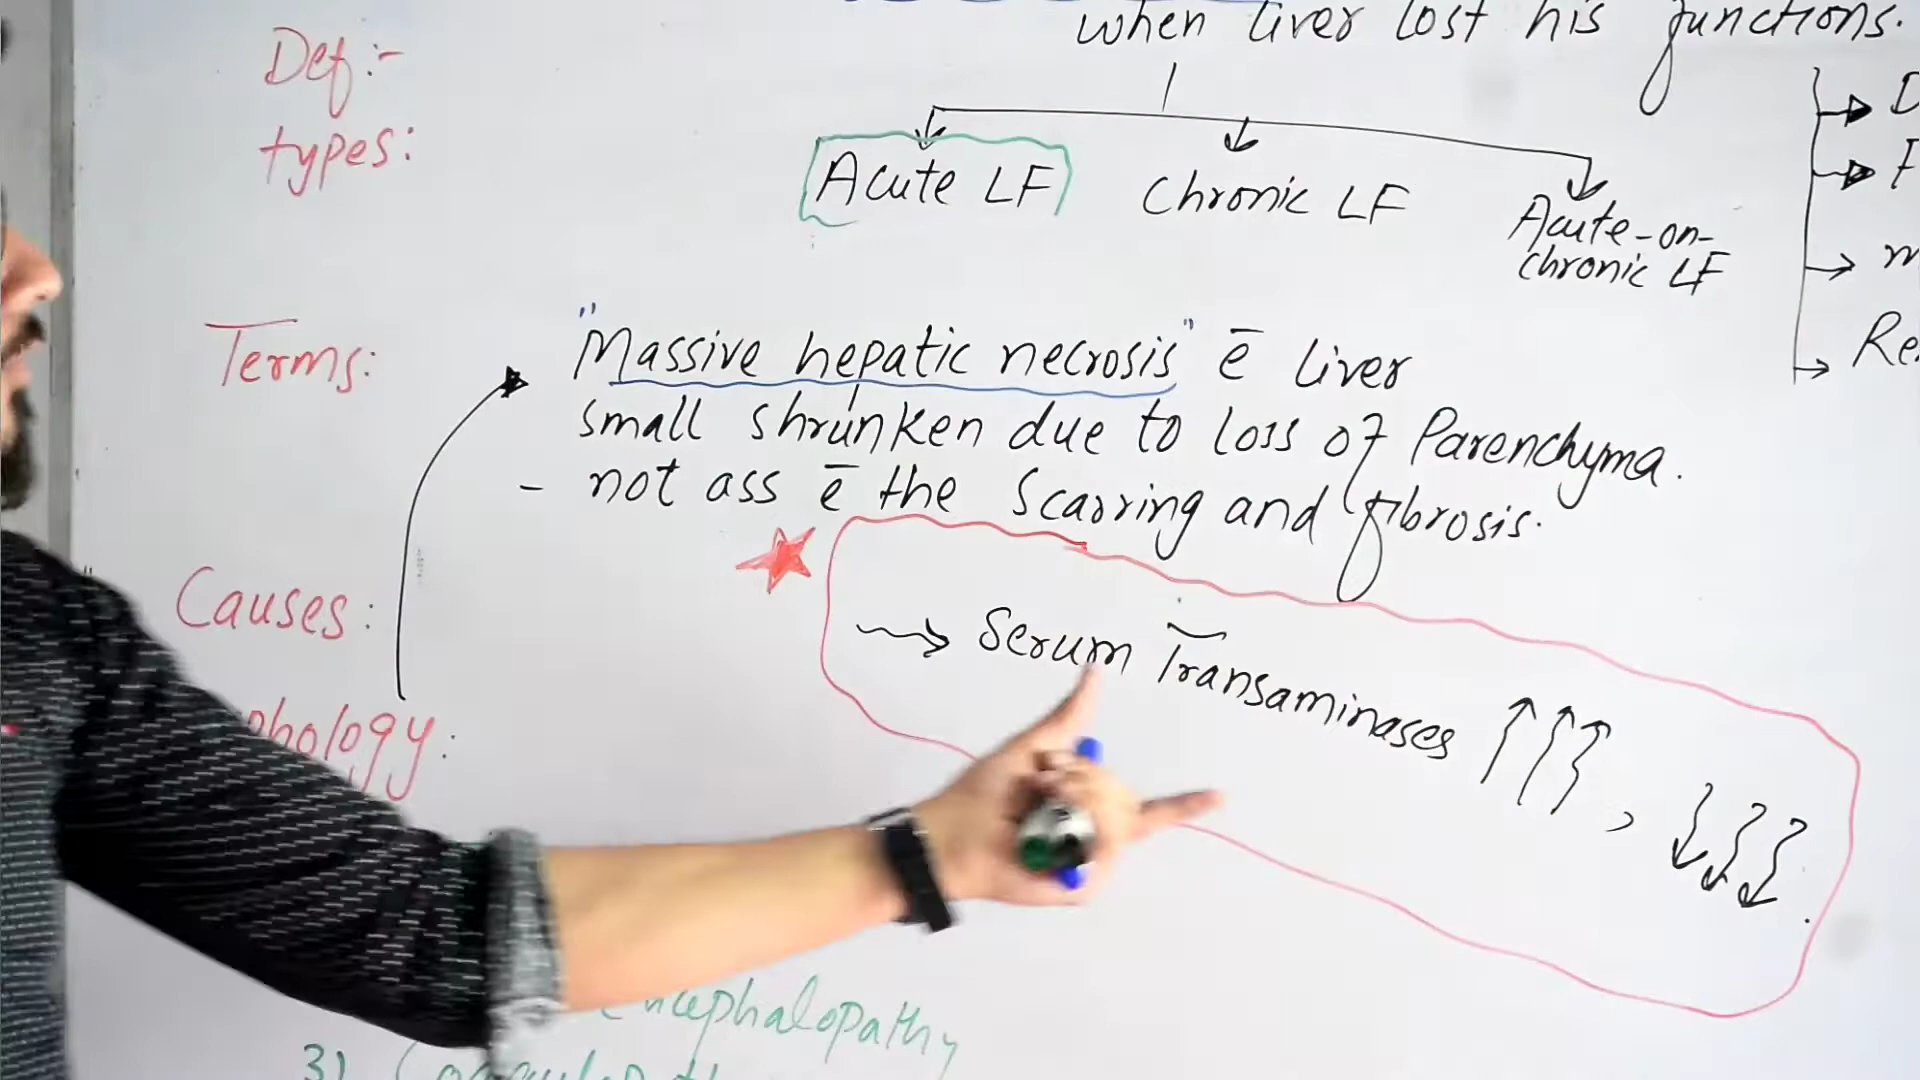 when liver lost his functions.
Def:-
types:
Acute LF
Chronic LF
Acute-on-
chronic LF
Terms:
"Massive hepatic necrosis" ē liver
small shrunken due to loss of Parenchyma.
- not ass ē the Scarring and fibrosis.
Causes:
→ Serum Transaminases ↑↑↑, ↓↓↓.
phology:
encephalopathy
3)